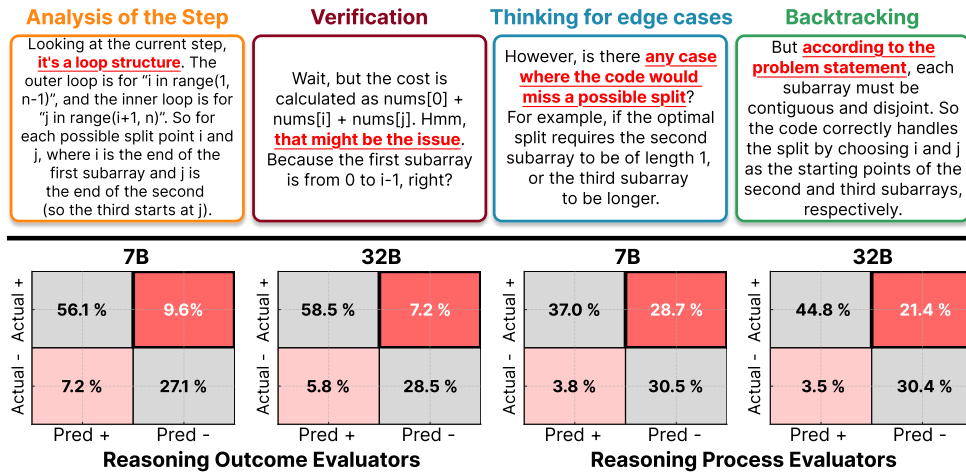 Analysis of the Step
Looking at the current step,
it's a loop structure. The
outer loop is for “i in range(1,
n-1)”, and the inner loop is for
“j in range(i+1, n)”. So for
each possible split point i and
j, where i is the end of the
first subarray and j is
the end of the second
(so the third starts at j).
Verification
Wait, but the cost is
calculated as nums[0] +
nums[i] + nums[j]. Hmm,
that might be the issue.
Because the first subarray
is from 0 to i-1, right?
Thinking for edge cases
However, is there any case
where the code would
miss a possible split?
For example, if the optimal
split requires the second
subarray to be of length 1,
or the third subarray
to be longer.
Backtracking
But according to the
problem statement, each
subarray must be
contiguous and disjoint. So
the code correctly handles
the split by choosing i and j
as the starting points of the
second and third subarrays,
respectively.
7B
Actual +
56.1 %
9.6%
Actual -
7.2 %
27.1 %
Pred +
Pred -
32B
Actual +
58.5 %
7.2 %
Actual -
5.8 %
28.5 %
Pred +
Pred -
Reasoning Outcome Evaluators
7B
Actual +
37.0 %
28.7 %
Actual -
3.8 %
30.5 %
Pred +
Pred -
32B
Actual +
44.8 %
21.4 %
Actual -
3.5 %
30.4 %
Pred +
Pred -
Reasoning Process Evaluators